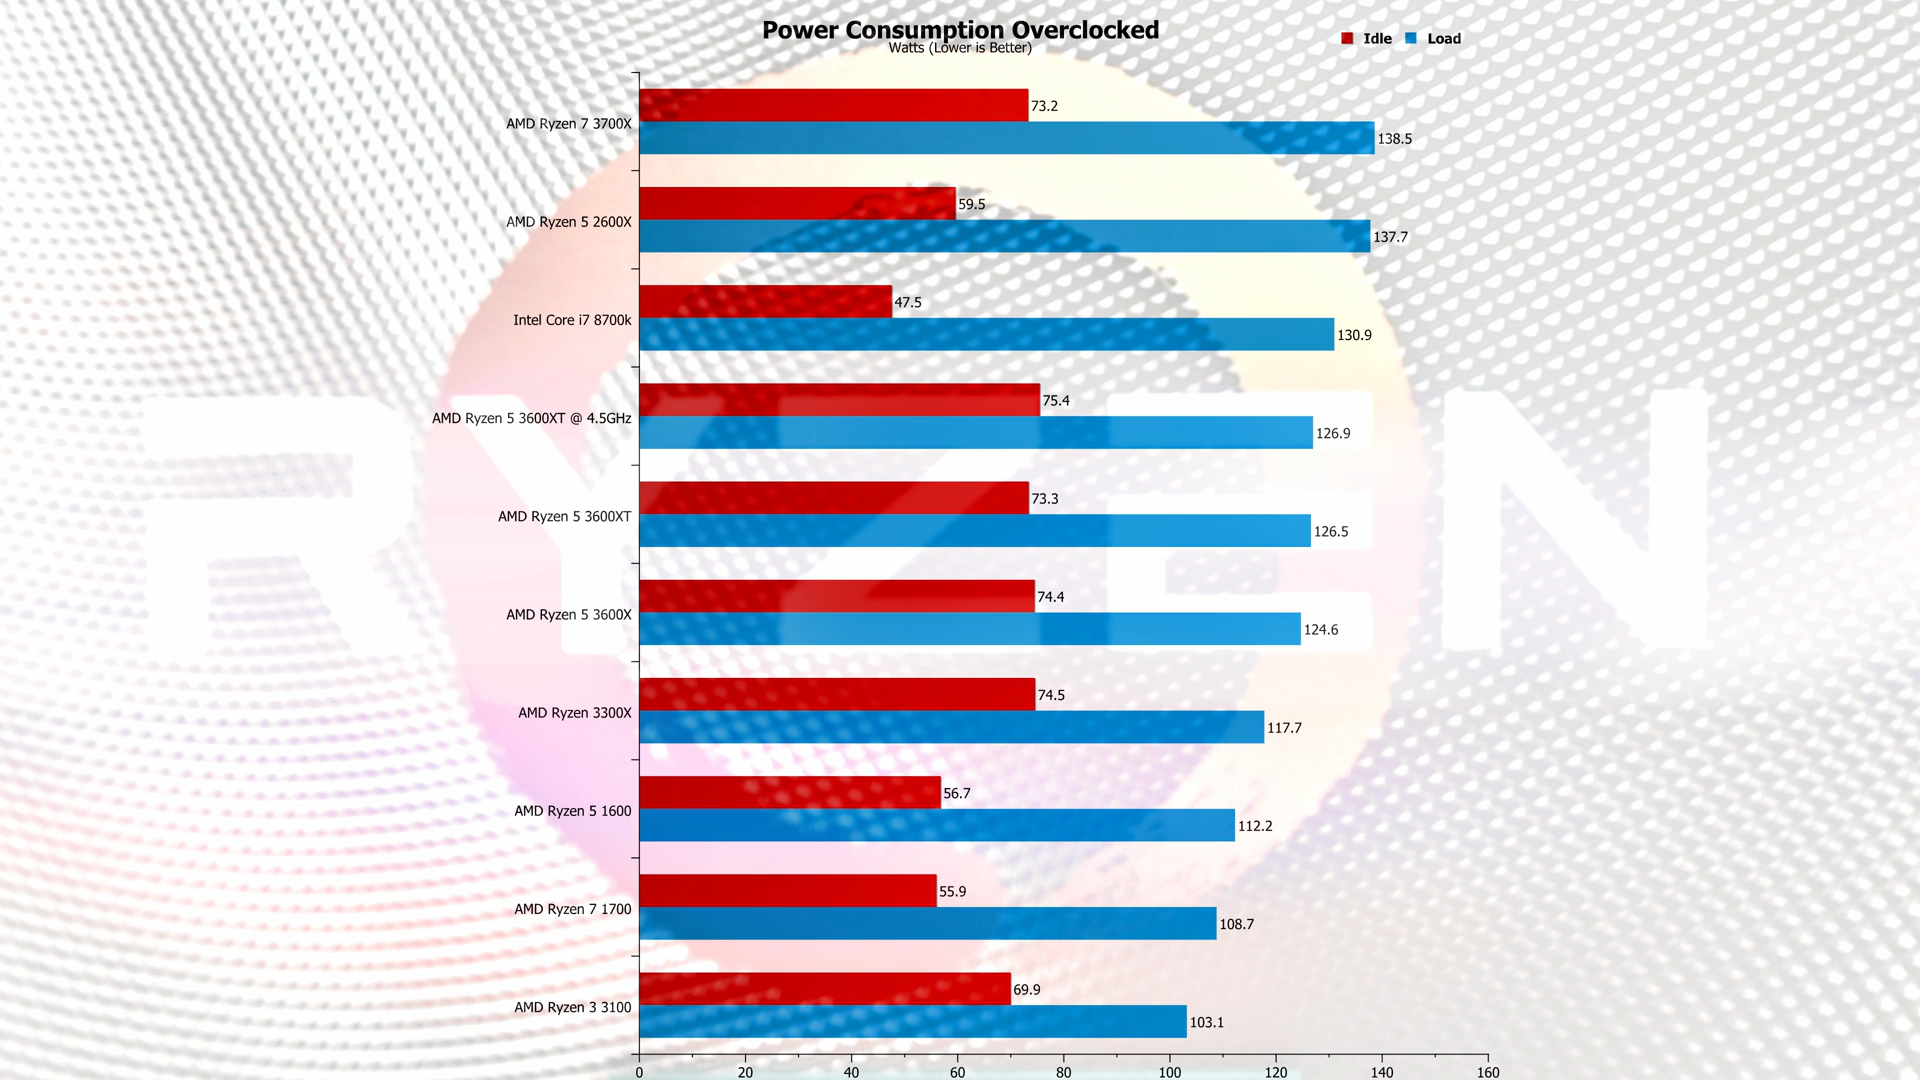 Power Consumption Overclocked
Watts (Lower is Better)
Idle Load
AMD Ryzen 7 3700X
73.2
138.5
AMD Ryzen 5 2600X
59.5
137.7
Intel Core i7 8700k
47.5
130.9
AMD Ryzen 5 3600XT @ 4.5GHz
75.4
126.9
AMD Ryzen 5 3600XT
73.3
126.5
AMD Ryzen 5 3600X
74.4
124.6
AMD Ryzen 3300X
74.5
117.7
AMD Ryzen 5 1600
56.7
112.2
AMD Ryzen 7 1700
55.9
108.7
AMD Ryzen 3 3100
69.9
103.1
0 20 40 60 80 100 120 140 160
RYZEN